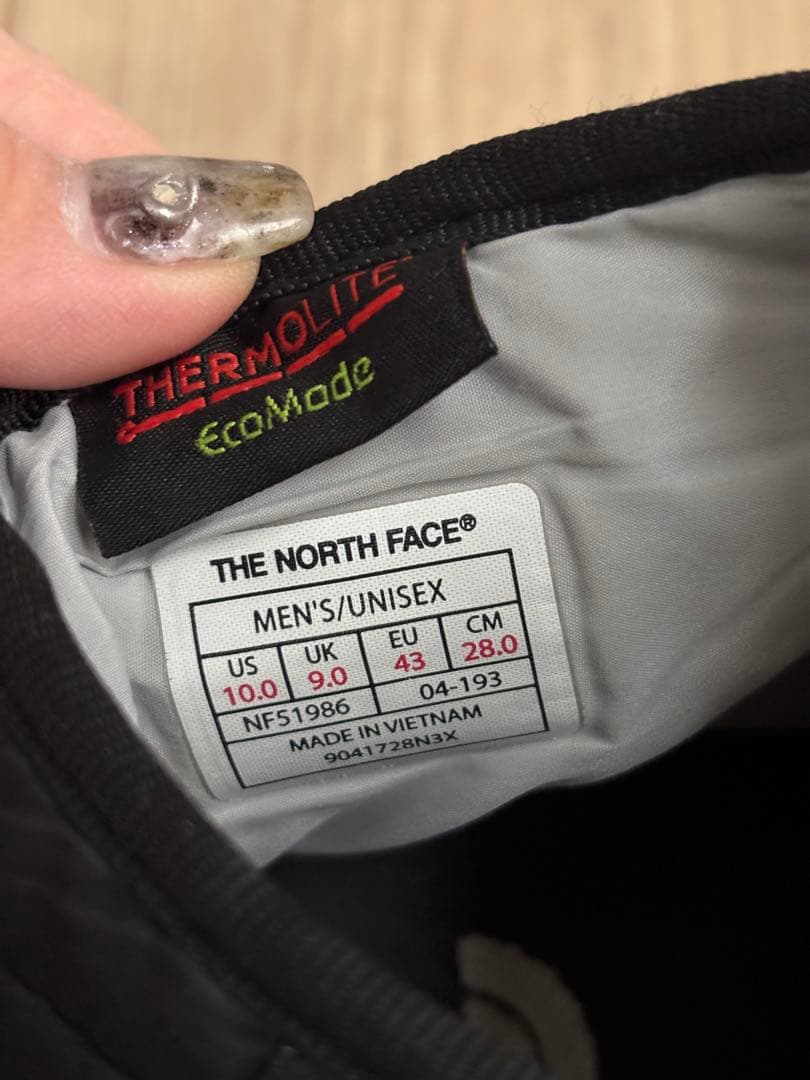 THERMOLITE
EcoMade
THE NORTH FACE®
MEN'S/UNISEX
US UK EU CM
10.0 9.0 43 28.0
NF51986 04-193
MADE IN VIETNAM
9041728N3X